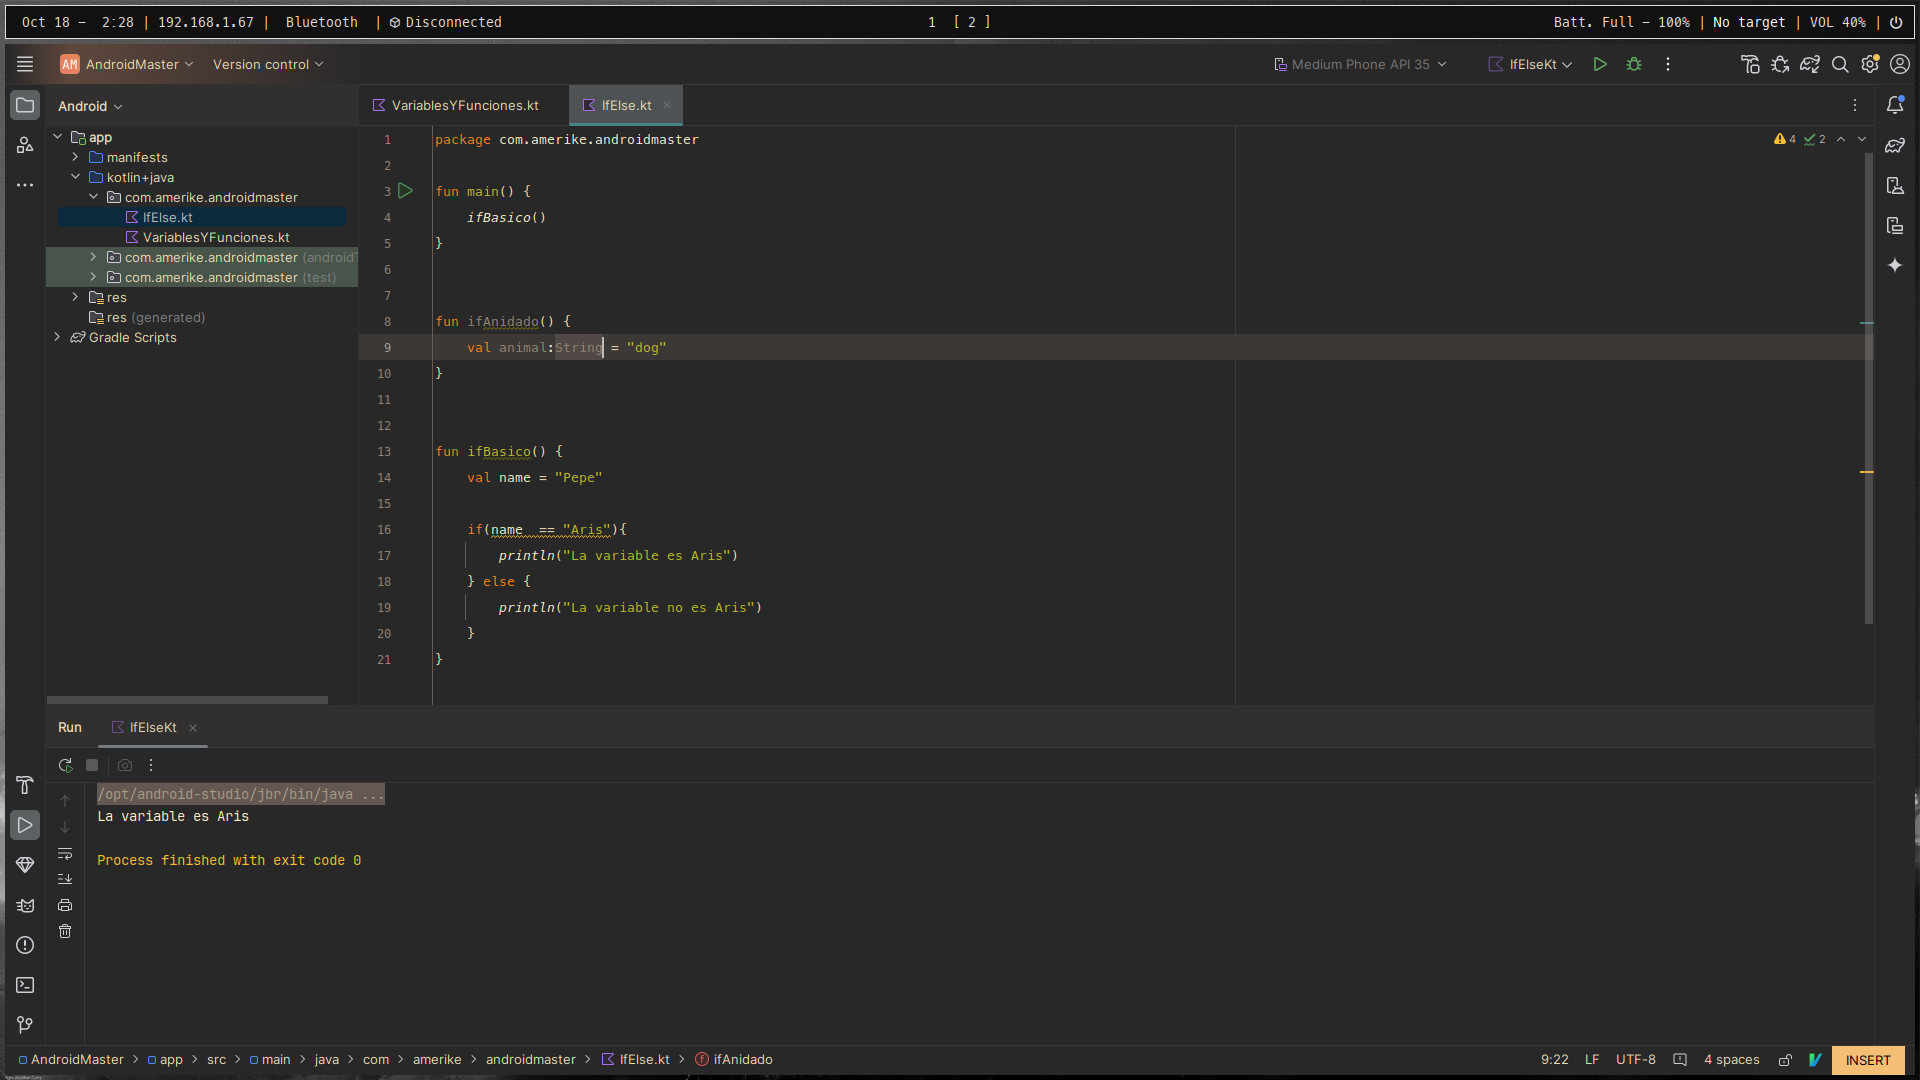 Oct 18 – 2:28 | 192.168.1.67 | Bluetooth | Disconnected
1 [ 2 ]
Batt. Full – 100% | No target | VOL 40% |
AM AndroidMaster Version control
Medium Phone API 35 IfElseKt
Android
VariablesYFunciones.kt IfElse.kt
app
manifests
kotlin+java
com.amerike.androidmaster
IfElse.kt
VariablesYFunciones.kt
com.amerike.androidmaster
com.amerike.androidmaster (test)
res
res (generated)
Gradle Scripts
4 2
1 package com.amerike.androidmaster
2
3 fun main() {
4 ifBasico()
5 }
6
7
8 fun ifAnidado() {
9 val animal:String = "dog"
10 }
11
12
13 fun ifBasico() {
14 val name = "Pepe"
15
16 if(name  == "Aris"){
17 println("La variable es Aris")
18 } else {
19 println("La variable no es Aris")
20 }
21 }
Run IfElseKt
/opt/android-studio/jbr/bin/java ...
La variable es Aris
Process finished with exit code 0
AndroidMaster > app > src > main > java > com > amerike > androidmaster > IfElse.kt > ifAnidado
9:22 LF UTF-8 4 spaces INSERT